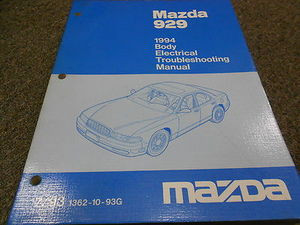 Mazda
929
1994
Body
Electrical
Troubleshooting
Manual
1362-10-93G
mazda